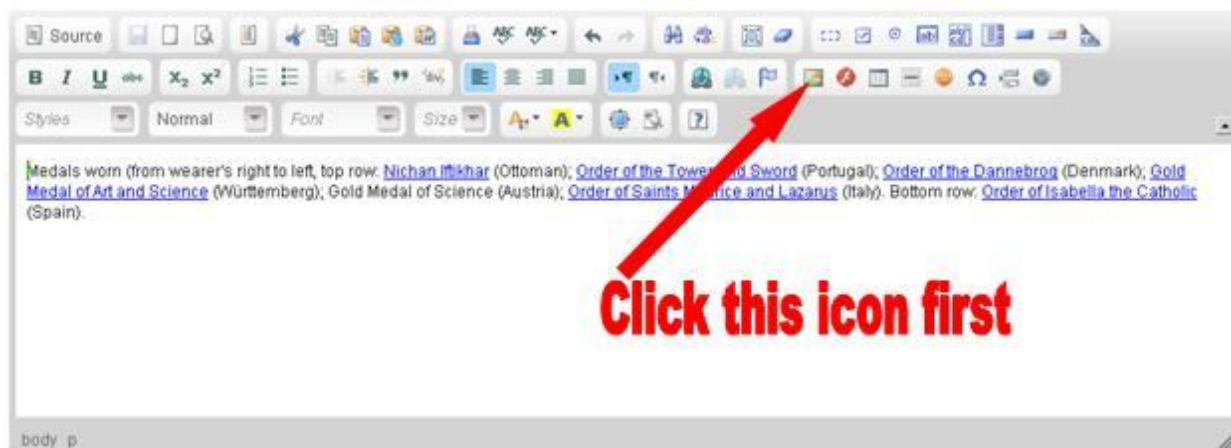 Source
B I U abc X₂ X²
Styles Normal Font Size A A
Medals worn (from wearer's right to left, top row: Nichan Iftikhar (Ottoman); Order of the Tower and Sword (Portugal); Order of the Dannebrog (Denmark); Gold
Medal of Art and Science (Württemberg); Gold Medal of Science (Austria); Order of Saints Maurice and Lazarus (Italy). Bottom row: Order of Isabella the Catholic
(Spain).
Click this icon first
body p